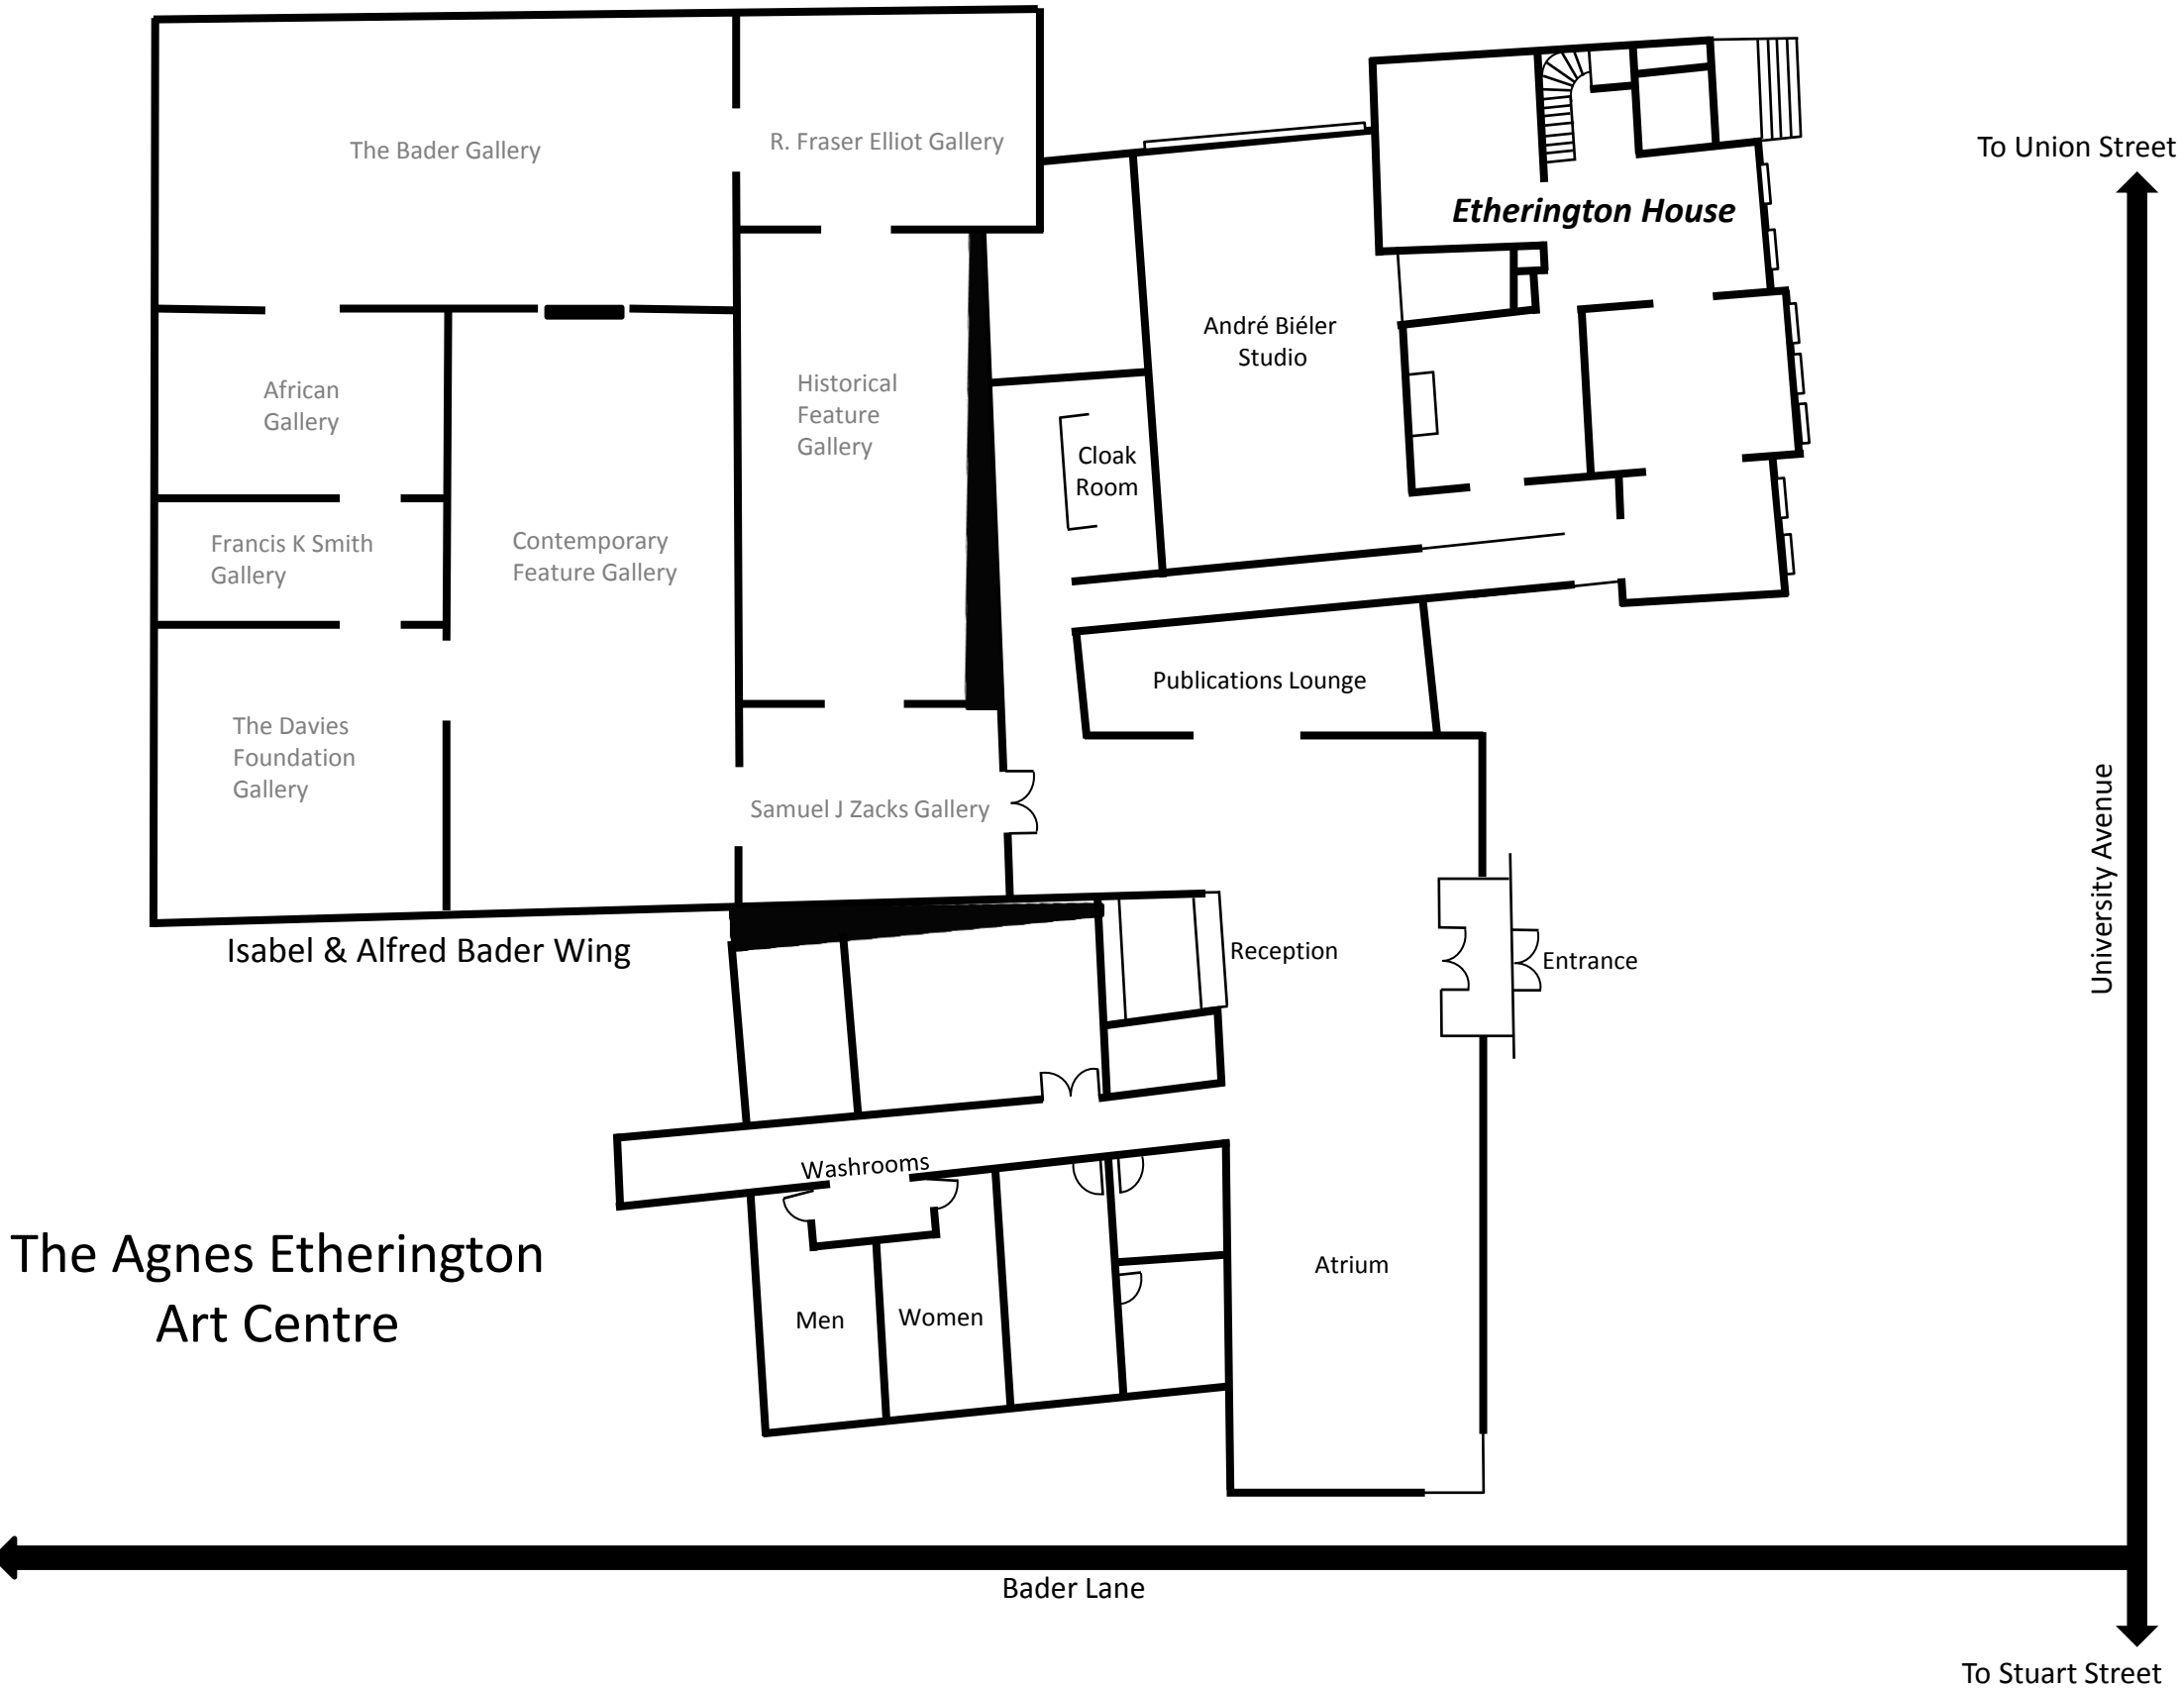 The Bader Gallery
R. Fraser Elliot Gallery
To Union Street
Etherington House
André Biéler
Studio
African
Gallery
Historical
Feature
Gallery
Cloak
Room
Francis K Smith
Gallery
Contemporary
Feature Gallery
Publications Lounge
The Davies
Foundation
Gallery
Samuel J Zacks Gallery
University Avenue
Isabel & Alfred Bader Wing
Reception
Entrance
Washrooms
The Agnes Etherington
Art Centre
Men
Women
Atrium
Bader Lane
To Stuart Street